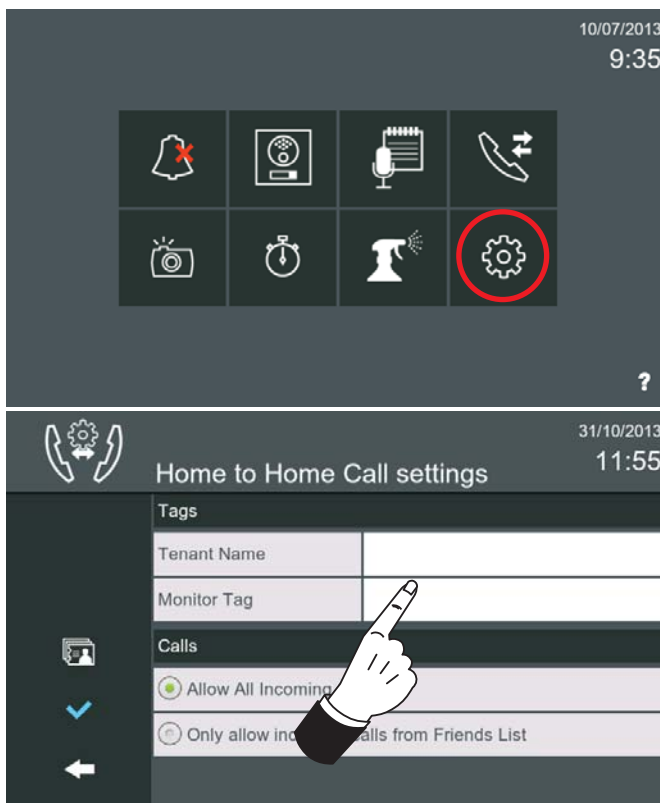 10/07/2013
9:35
?
31/10/2013
11:55
Home to Home Call settings
Tags
Tenant Name
Monitor Tag
Calls
Allow All Incoming
Only allow alls from Friends List